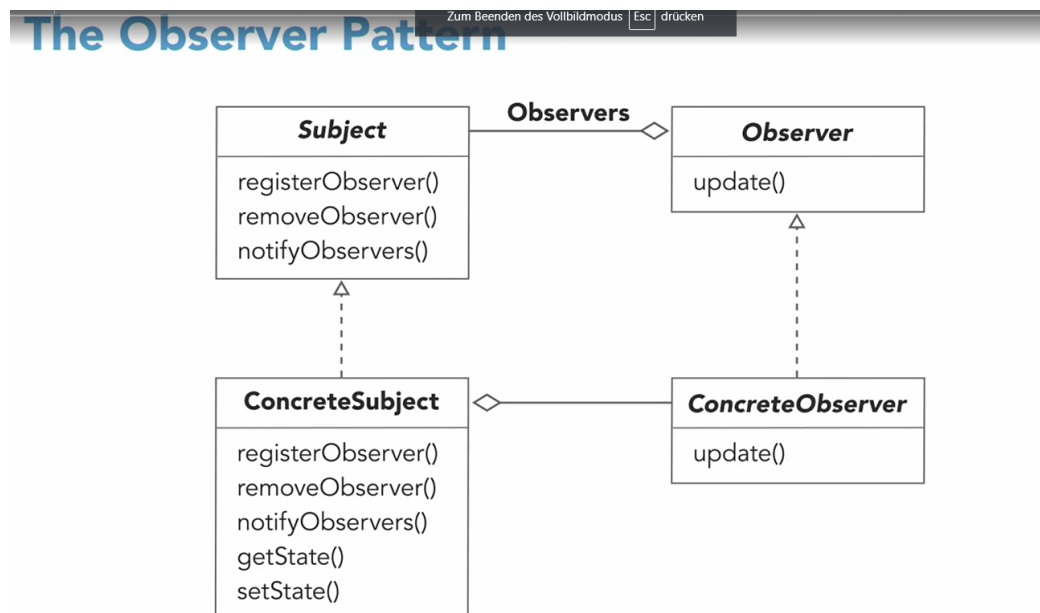 Zum Beenden des Vollbildmodus Esc drücken
The Observer Pattern
Observers
Subject
registerObserver()
removeObserver()
notifyObservers()
Observer
update()
ConcreteSubject
registerObserver()
removeObserver()
notifyObservers()
getState()
setState()
ConcreteObserver
update()